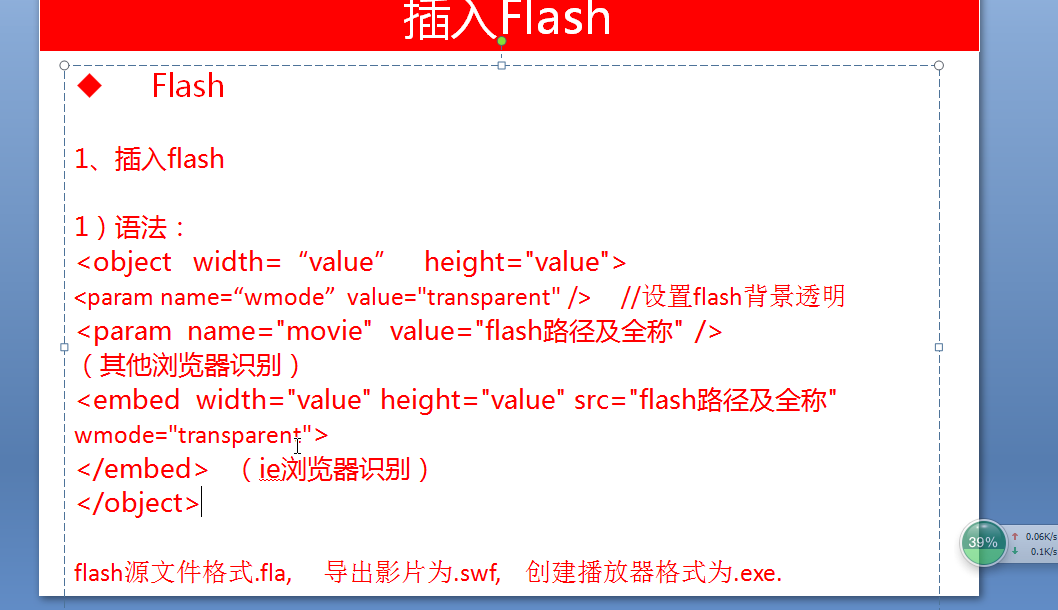 插入Flash
◆ Flash
1、插入flash
1）语法：
<object width=“value” height="value">
<param name=“wmode” value="transparent" /> //设置flash背景透明
<param name="movie" value="flash路径及全称" />
（其他浏览器识别）
<embed width="value" height="value" src="flash路径及全称"
wmode="transparent">
</embed> （ie浏览器识别）
</object>
flash源文件格式.fla, 导出影片为.swf, 创建播放器格式为.exe.
39%
0.06K/s
0.1K/s